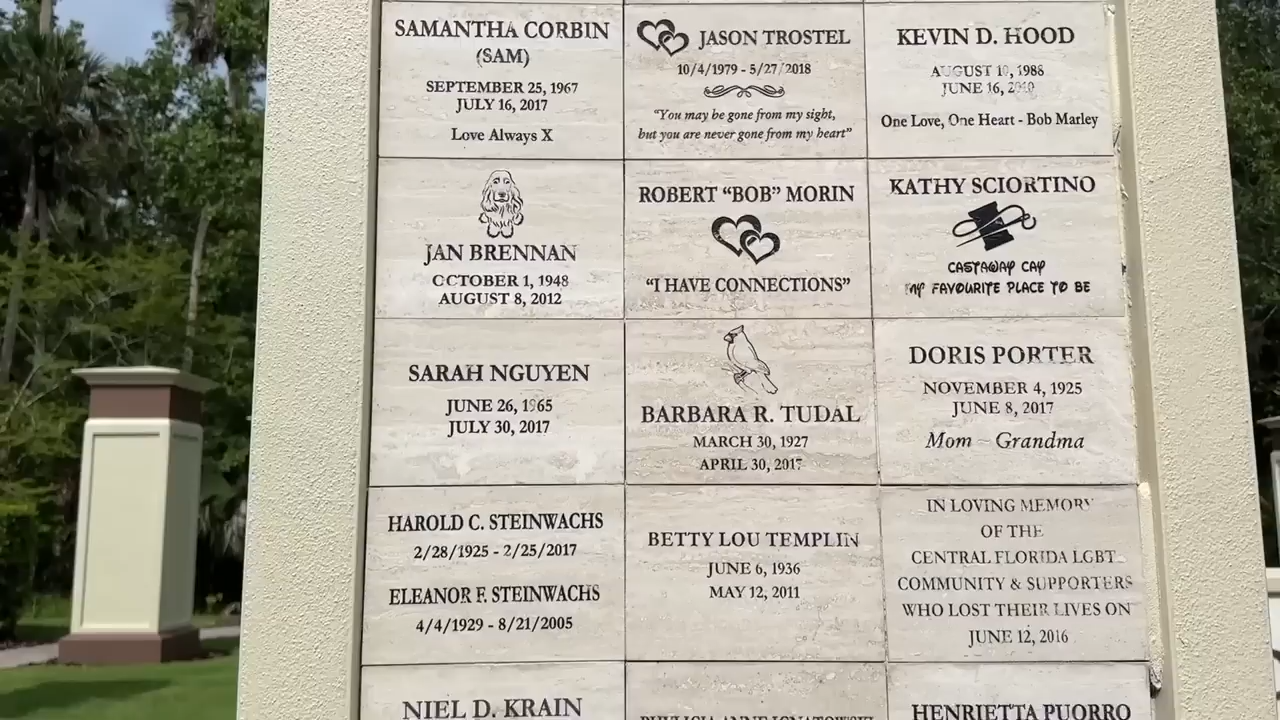 SAMANTHA CORBIN
(SAM)
SEPTEMBER 25, 1967
JULY 16, 2017
Love Always X
JASON TROSTEL
10/4/1979 - 5/27/2018
"You may be gone from my sight,
but you are never gone from my heart"
KEVIN D. HOOD
AUGUST 10, 1988
JUNE 16,
One Love, One Heart - Bob Marley
JAN BRENNAN
OCTOBER 1, 1948
AUGUST 8, 2012
ROBERT "BOB" MORIN
"I HAVE CONNECTIONS"
KATHY SCIORTINO
CASTAWAY CAY
MY FAVOURITE PLACE TO BE
SARAH NGUYEN
JUNE 26, 1965
JULY 30, 2017
BARBARA R. TUDAL
MARCH 30, 1927
APRIL 30, 2017
DORIS PORTER
NOVEMBER 4, 1925
JUNE 8, 2017
Mom ~ Grandma
HAROLD C. STEINWACHS
2/28/1925 - 2/25/2017
ELEANOR F. STEINWACHS
4/4/1929 - 8/21/2005
BETTY LOU TEMPLIN
JUNE 6, 1936
MAY 12, 2011
IN LOVING MEMORY
OF THE
CENTRAL FLORIDA LGBT
COMMUNITY & SUPPORTERS
WHO LOST THEIR LIVES ON
JUNE 12, 2016
NIEL D. KRAIN
HENRIETTA PUORRO